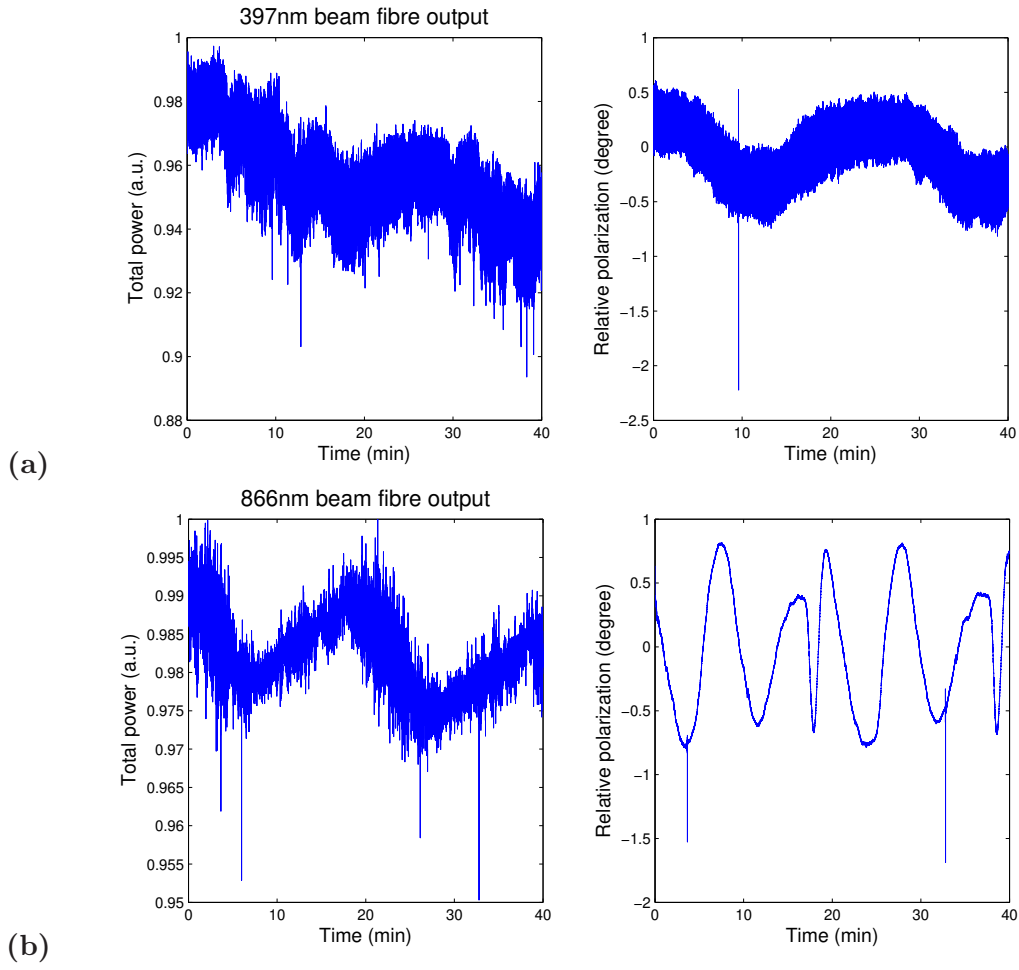 397nm beam fibre output
1
0.98
0.96
0.94
0.92
0.9
0.88
Total power (a.u.)
0 10 20 30 40
Time (min)
1
0.5
0
−0.5
−1
−1.5
−2
−2.5
Relative polarization (degree)
0 10 20 30 40
Time (min)
(a)
866nm beam fibre output
1
0.995
0.99
0.985
0.98
0.975
0.97
0.965
0.96
0.955
0.95
Total power (a.u.)
0 10 20 30 40
Time (min)
1
0.5
0
−0.5
−1
−1.5
−2
Relative polarization (degree)
0 10 20 30 40
Time (min)
(b)